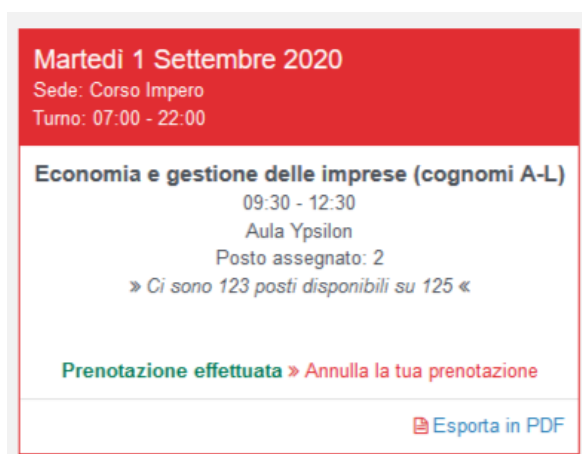 Martedì 1 Settembre 2020
Sede: Corso Impero
Turno: 07:00 - 22:00
Economia e gestione delle imprese (cognomi A-L)
09:30 - 12:30
Aula Ypsilon
Posto assegnato: 2
» Ci sono 123 posti disponibili su 125 «
Prenotazione effettuata » Annulla la tua prenotazione
Esporta in PDF